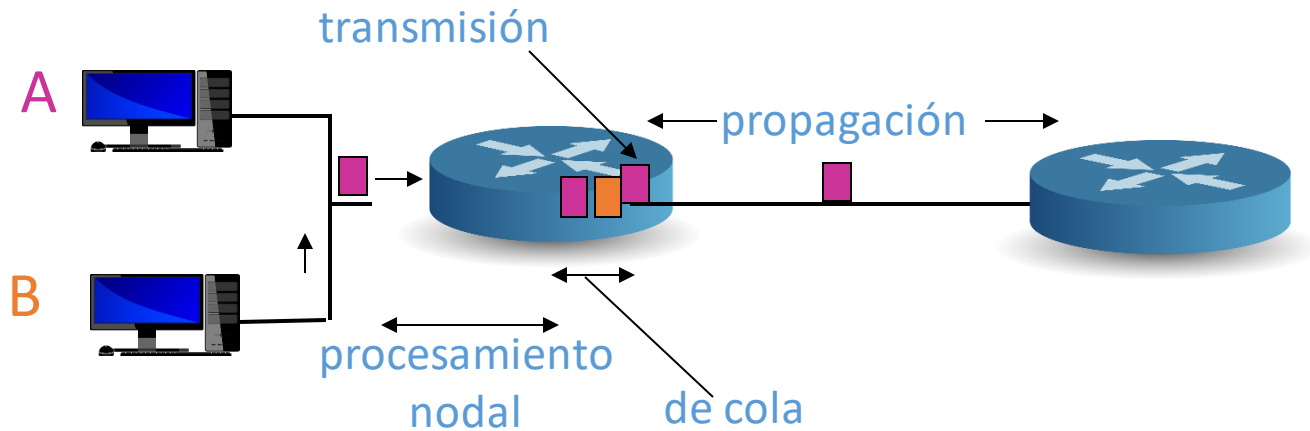 transmisión
A
propagación
B
procesamiento
nodal
de cola